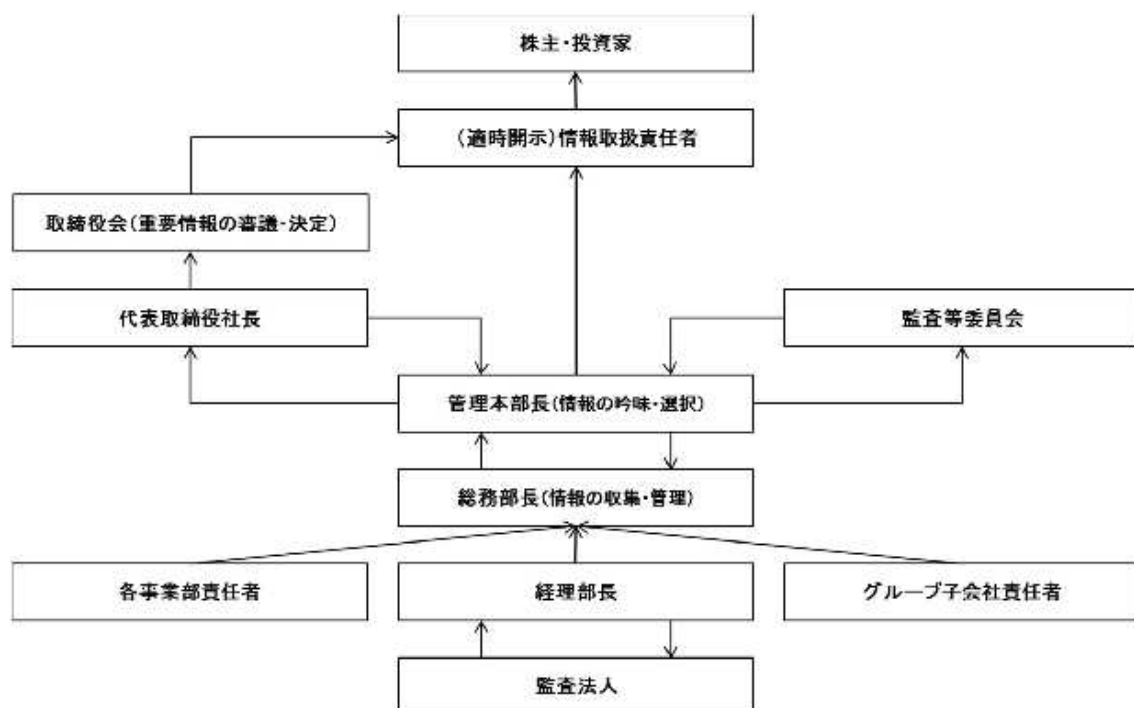 株主・投資家
(適時開示)情報取扱責任者
取締役会(重要情報の審議・決定)
代表取締役社長
監査等委員会
管理本部長(情報の吟味・選択)
総務部長(情報の収集・管理)
各事業部責任者
経理部長
グループ子会社責任者
監査法人